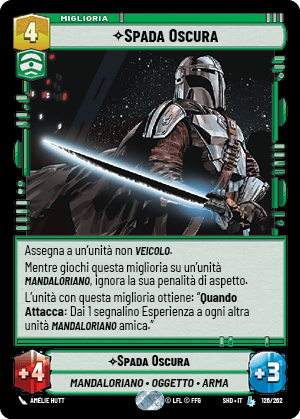 MIGLIORIA
4
✧SPADA OSCURA
Assegna a un'unità non VEICOLO.
Mentre giochi questa miglioria su un'unità
MANDALORIANO, ignora la sua penalità di aspetto.
L'unità con questa miglioria ottiene: “Quando
Attacca: Dai 1 segnalino Esperienza a ogni altra
unità MANDALORIANO amica.”
+4
✧SPADA OSCURA
+3
MANDALORIANO • OGGETTO • ARMA
AMÉLIE HUTT
© LFL © FFG
SHD • IT
126/262